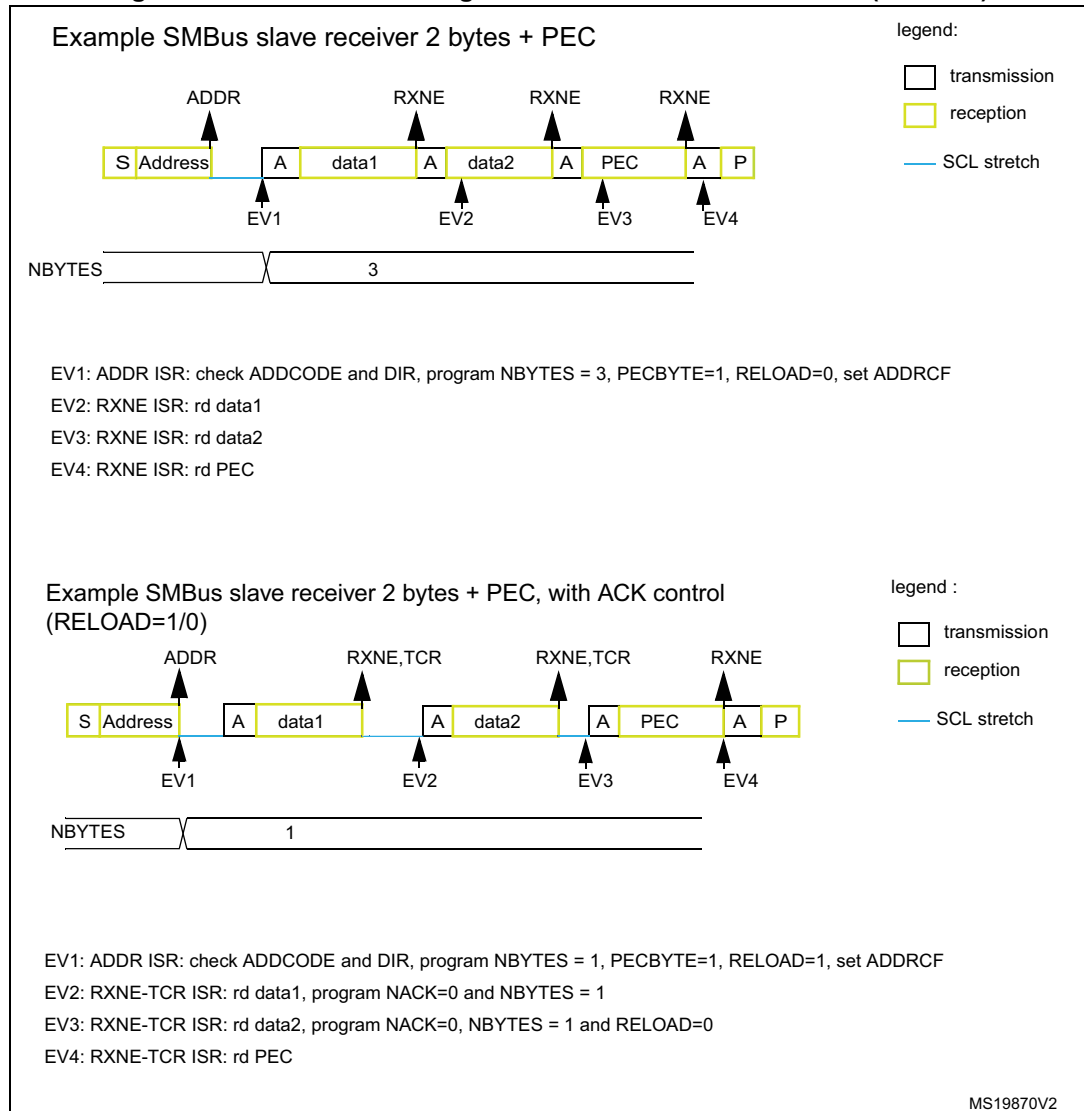 Example SMBus slave receiver 2 bytes + PEC
legend:
transmission
reception
SCL stretch
ADDR RXNE RXNE RXNE
S Address A data1 A data2 A PEC A P
EV1 EV2 EV3 EV4
NBYTES 3
EV1: ADDR ISR: check ADDCODE and DIR, program NBYTES = 3, PECBYTE=1, RELOAD=0, set ADDRCF
EV2: RXNE ISR: rd data1
EV3: RXNE ISR: rd data2
EV4: RXNE ISR: rd PEC
Example SMBus slave receiver 2 bytes + PEC, with ACK control
(RELOAD=1/0)
legend :
transmission
reception
SCL stretch
ADDR RXNE,TCR RXNE,TCR RXNE
S Address A data1 A data2 A PEC A P
EV1 EV2 EV3 EV4
NBYTES 1
EV1: ADDR ISR: check ADDCODE and DIR, program NBYTES = 1, PECBYTE=1, RELOAD=1, set ADDRCF
EV2: RXNE-TCR ISR: rd data1, program NACK=0 and NBYTES = 1
EV3: RXNE-TCR ISR: rd data2, program NACK=0, NBYTES = 1 and RELOAD=0
EV4: RXNE-TCR ISR: rd PEC
MS19870V2